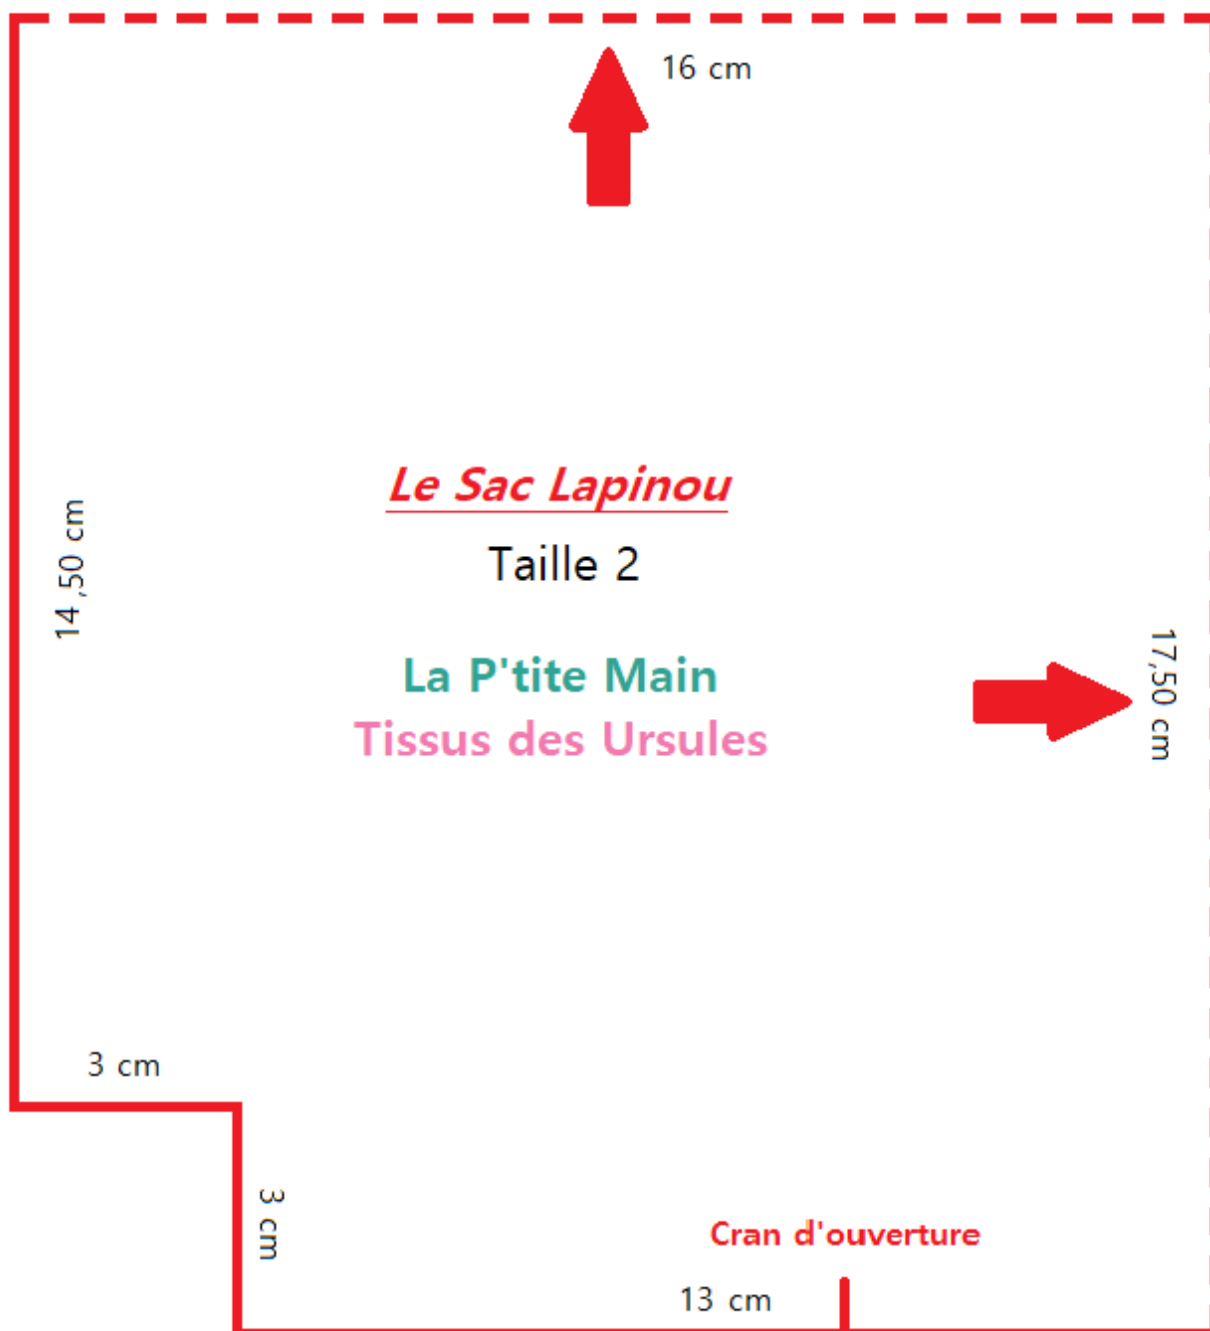 16 cm
Le Sac Lapinou
14 ,50 cm
Taille 2
La P'tite Main
17,50 cm
Tissus des Ursules
3 cm
3 cm
Cran d'ouverture
13 cm